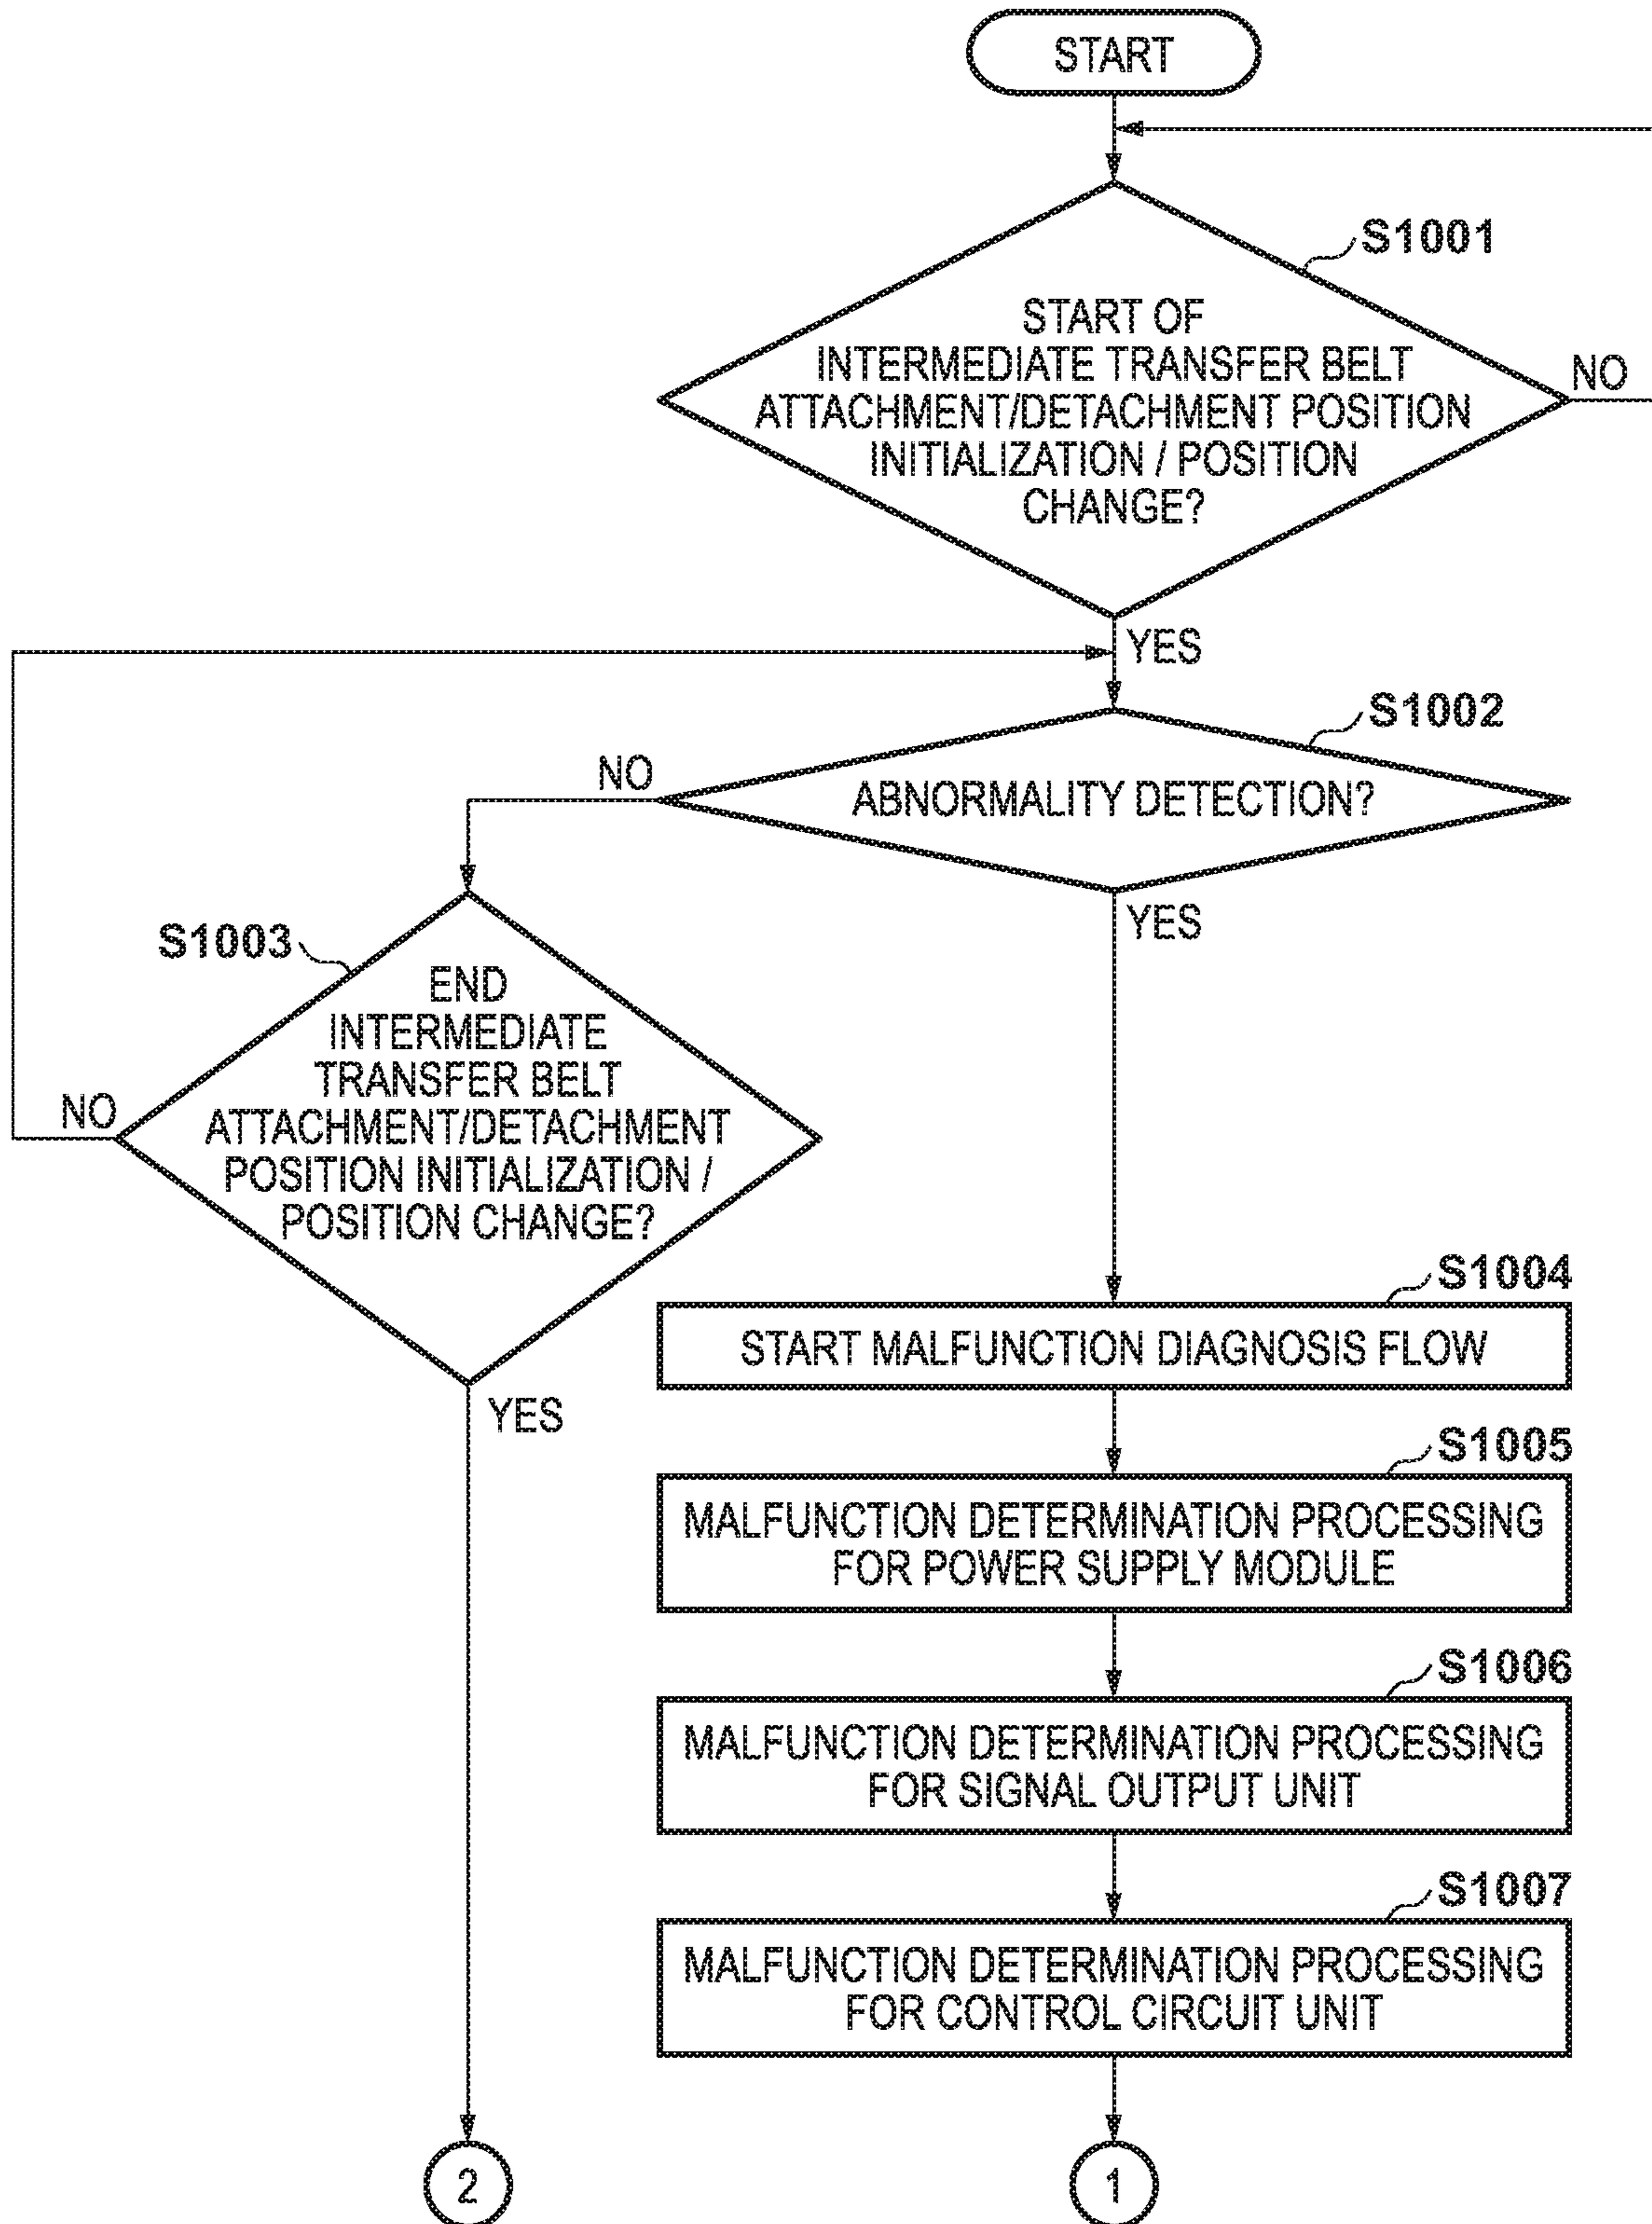 START
S1001
START OF
INTERMEDIATE TRANSFER BELT
ATTACHMENT/DETACHMENT POSITION
INITIALIZATION / POSITION
CHANGE?
NO
YES
S1002
NO
ABNORMALITY DETECTION?
YES
S1003
END
INTERMEDIATE
TRANSFER BELT
ATTACHMENT/DETACHMENT
POSITION INITIALIZATION /
POSITION CHANGE?
NO
YES
S1004
START MALFUNCTION DIAGNOSIS FLOW
S1005
MALFUNCTION DETERMINATION PROCESSING
FOR POWER SUPPLY MODULE
S1006
MALFUNCTION DETERMINATION PROCESSING
FOR SIGNAL OUTPUT UNIT
S1007
MALFUNCTION DETERMINATION PROCESSING
FOR CONTROL CIRCUIT UNIT
2
1